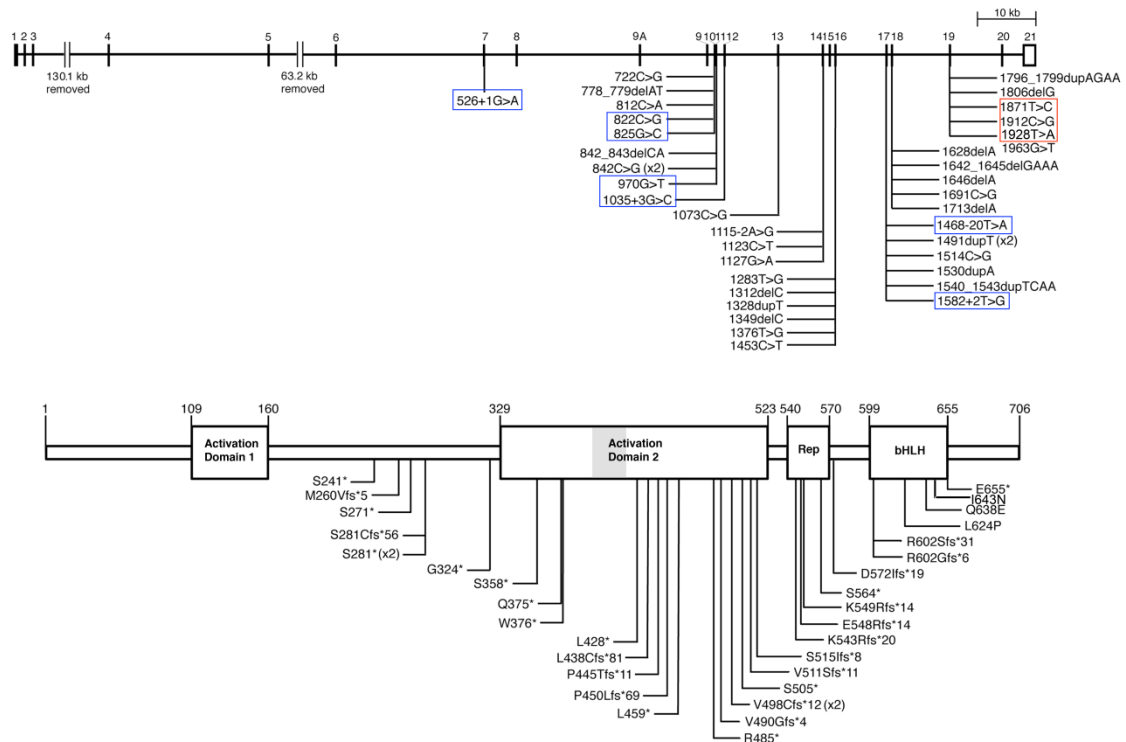 10 kb
1 2 3 4 5 6 7 8 9A 9 10 11 12 13 14 15 16 17 18 19 20 21
130.1 kb
removed
63.2 kb
removed
526+1G>A
722C>G
778_779delAT
812C>A
822C>G
825G>C
842_843delCA
842C>G (x2)
970G>T
1035+3G>C
1073C>G
1115-2A>G
1123C>T
1127G>A
1283T>G
1312delC
1328dupT
1349delC
1376T>G
1453C>T
1796_1799dupAGAA
1806delG
1871T>C
1912C>G
1928T>A
1963G>T
1628delA
1642_1645delGAAA
1646delA
1691C>G
1713delA
1468-20T>A
1491dupT (x2)
1514C>G
1530dupA
1540_1543dupTCAA
1582+2T>G
1 109 160 329 523 540 570 599 655 706
Activation
Domain 1
Activation
Domain 2
Rep
bHLH
S241*
M260Vfs*5
S271*
S281Cfs*56
S281* (x2)
G324*
S358*
Q375*
W376*
L428*
L438Cfs*81
P445Tfs*11
P450Lfs*69
L459*
E655*
I643N
Q638E
L624P
R602Sfs*31
R602Gfs*6
D572Ifs*19
S564*
K549Rfs*14
E548Rfs*14
K543Rfs*20
S515Ifs*8
V511Sfs*11
S505*
V498Cfs*12 (x2)
V490Gfs*4
R485*